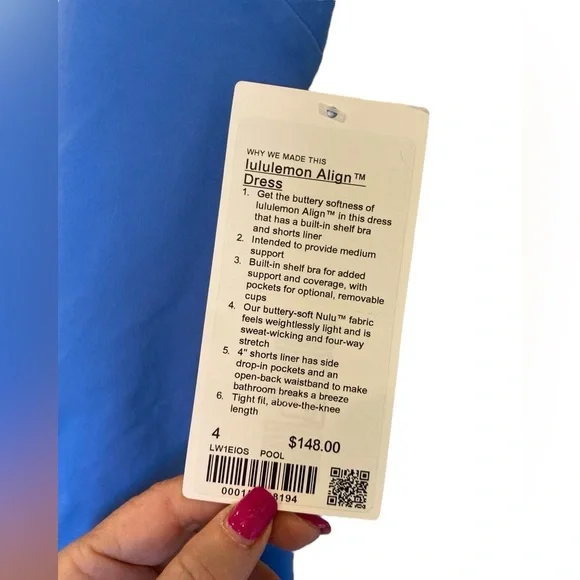 WHY WE MADE THIS
lululemon Align™
Dress
1. Get the buttery softness of
lululemon Align™ in this dress
that has a built-in shelf bra
and shorts liner
2. Intended to provide medium
support
3. Built-in shelf bra for added
support and coverage, with
pockets for optional, removable
cups
4. Our buttery-soft Nulu™ fabric
feels weightlessly light and is
sweat-wicking and four-way
stretch
5. 4" shorts liner has side
drop-in pockets and an
open-back waistband to make
bathroom breaks a breeze
6. Tight fit, above-the-knee
length
4 $148.00
LW1EIOS POOL